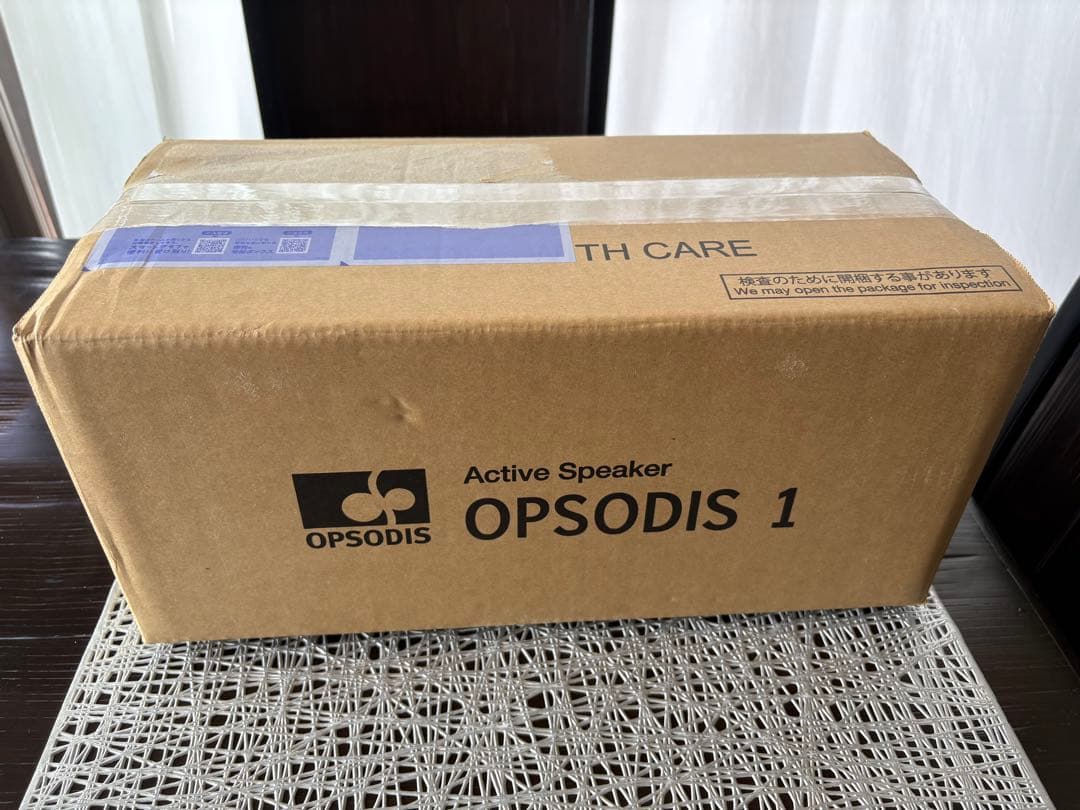 TH CARE
検査のために開梱する事があります
We may open the package for inspection
Active Speaker
OPSODIS 1
OPSODIS